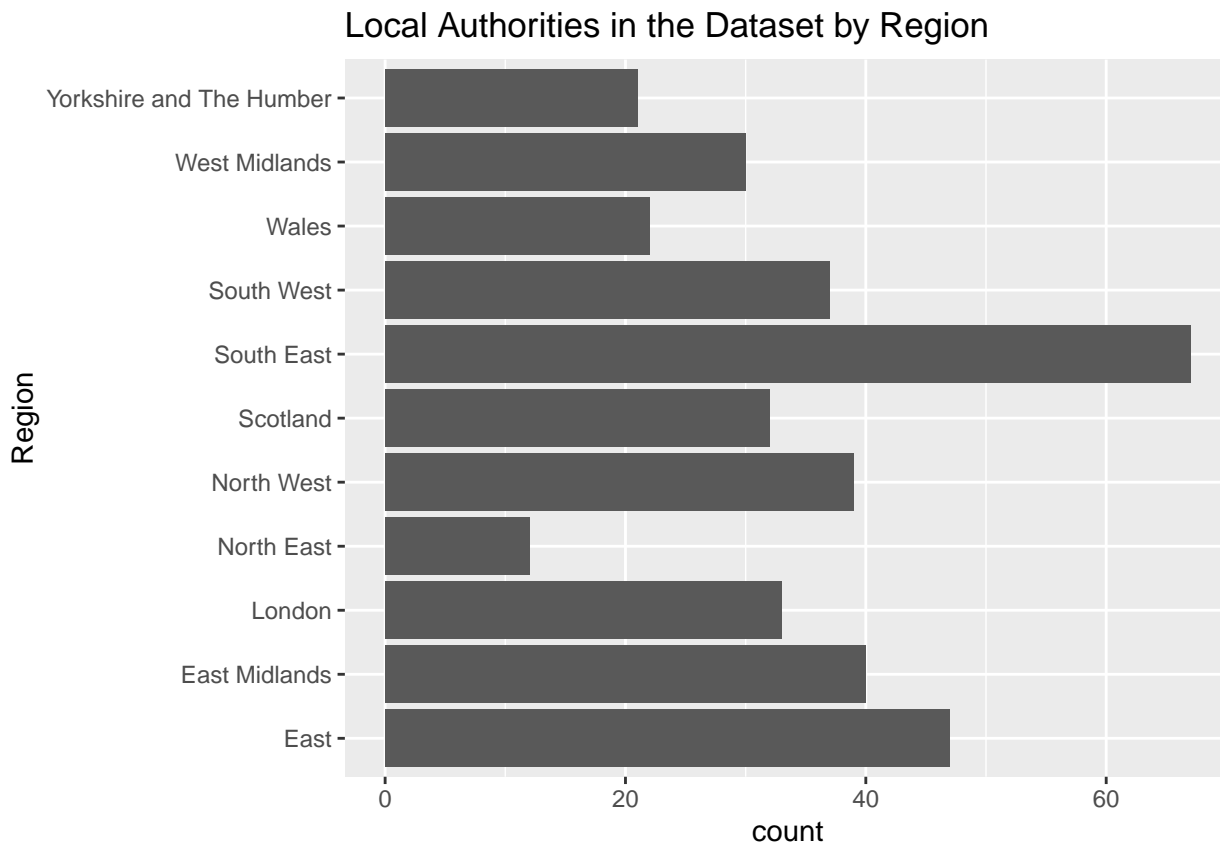 Local Authorities in the Dataset by Region
Yorkshire and The Humber
West Midlands
Wales
South West
South East
Scotland
North West
North East
London
East Midlands
East
Region
0 20 40 60
count